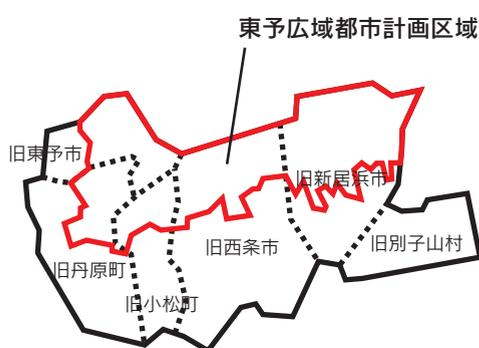 東予広域都市計画区域
旧東予市
旧新居浜市
旧西条市
旧別子山村
旧丹原町
旧小松町